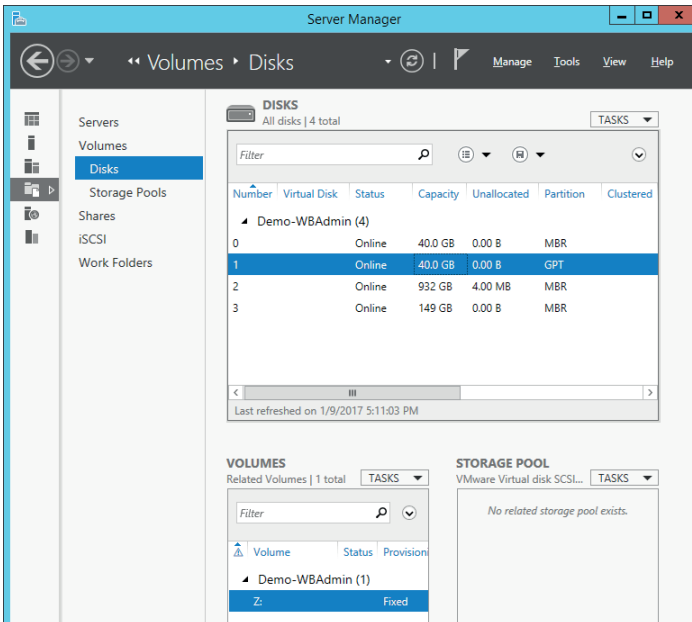 Server Manager
Volumes Disks
Manage Tools View Help
Servers
Volumes
Disks
Storage Pools
Shares
iSCSI
Work Folders
DISKS
All disks | 4 total
TASKS
Filter
Number Virtual Disk Status Capacity Unallocated Partition Clustered
Demo-WBAdmin (4)
0 Online 40.0 GB 0.00 B MBR
1 Online 40.0 GB 0.00 B GPT
2 Online 932 GB 4.00 MB MBR
3 Online 149 GB 0.00 B MBR
Last refreshed on 1/9/2017 5:11:03 PM
VOLUMES
Related Volumes | 1 total
TASKS
Filter
Volume Status Provisioni
Demo-WBAdmin (1)
Z: Fixed
STORAGE POOL
VMware Virtual disk SCSI...
TASKS
No related storage pool exists.